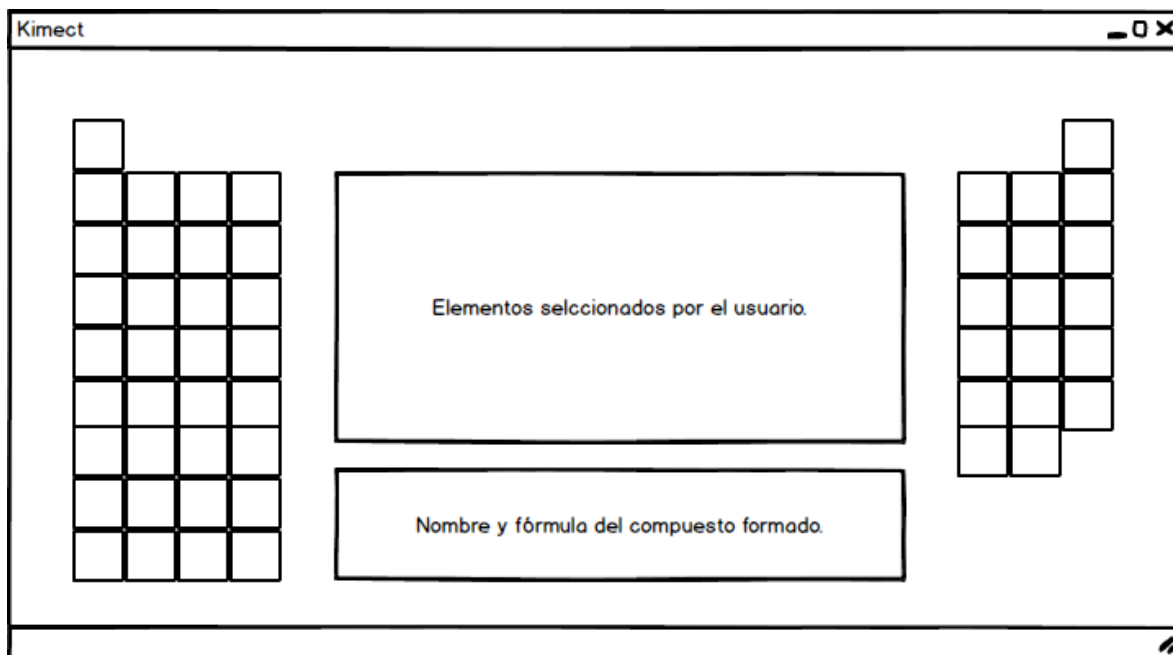 Kimect
Elementos selccionados por el usuario.
Nombre y fórmula del compuesto formado.